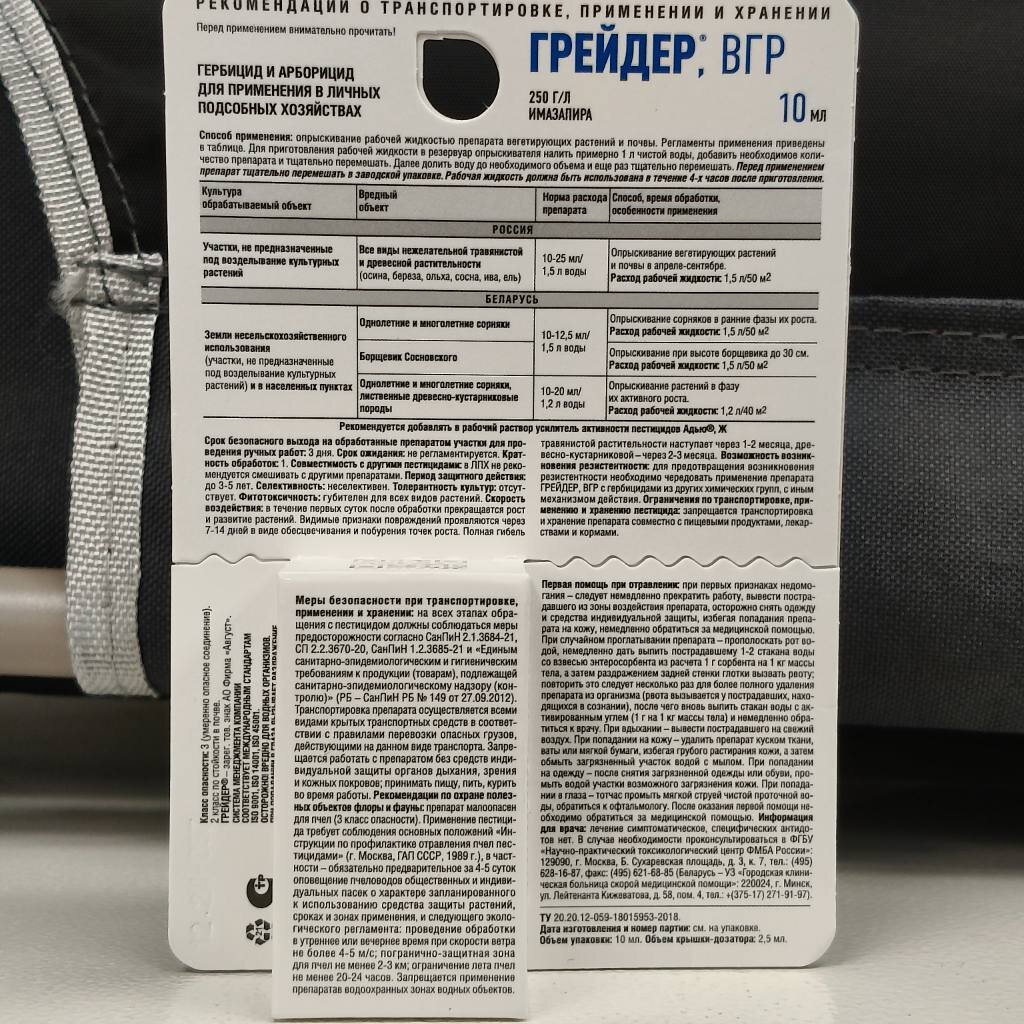 РЕКОМЕНДАЦИИ О ТРАНСПОРТИРОВКЕ, ПРИМЕНЕНИИ И ХРАНЕНИИ
Перед применением внимательно прочитать!
ГРЕЙДЕР®, ВГР
ГЕРБИЦИД И АРБОРИЦИД
ДЛЯ ПРИМЕНЕНИЯ В ЛИЧНЫХ
ПОДСОБНЫХ ХОЗЯЙСТВАХ
250 Г/Л
ИМАЗАПИРА
10 мл
Способ применения: опрыскивание рабочей жидкостью препарата вегетирующих растений и почвы. Регламенты применения приведены
в таблице. Для приготовления рабочей жидкости в резервуар опрыскивателя налить примерно 1 л чистой воды, добавить необходимое коли-
чество препарата и тщательно перемешать. Далее долить воду до необходимого объема и еще раз тщательно перемешать. Перед применением
препарат тщательно перемешать в заводской упаковке. Рабочая жидкость должна быть использована в течение 4-х часов после приготовления.
Культура
обрабатываемый объект
Вредный
объект
Норма расхода
препарата
Способ, время обработки,
особенности применения
РОССИЯ
Участки, не предназначенные
под возделывание культурных
растений
Все виды нежелательной травянистой
и древесной растительности
(осина, береза, ольха, сосна, ива, ель)
10-25 мл/
1,5 л воды
Опрыскивание вегетирующих растений
и почвы в апреле-сентябре.
Расход рабочей жидкости: 1,5 л/50 м2
БЕЛАРУСЬ
Земли несельскохозяйственного
использования
(участки, не предназначенные
под возделывание культурных
растений) и в населенных пунктах
Однолетние и многолетние сорняки
10-12,5 мл/
1,5 л воды
Опрыскивание сорняков в ранние фазы их роста.
Расход рабочей жидкости: 1,5 л/50 м2
Борщевик Сосновского
Опрыскивание при высоте борщевика до 30 см.
Расход рабочей жидкости: 1,5 л/50 м2
Однолетние и многолетние сорняки,
лиственные древесно-кустарниковые
породы
10-20 мл/
1,2 л воды
Опрыскивание растений в фазу
их активного роста.
Расход рабочей жидкости: 1,2 л/40 м2
Рекомендуется добавлять в рабочий раствор усилитель активности пестицидов Адью®, Ж
Срок безопасного выхода на обработанные препаратом участки для про-
ведения ручных работ: 3 дня. Срок ожидания: не регламентируется. Крат-
ность обработок: 1. Совместимость с другими пестицидами: в ЛПХ не реко-
мендуется смешивать с другими препаратами. Период защитного действия:
до 3-5 лет. Селективность: неселективен. Толерантность культур: отсут-
ствует. Фитотоксичность: губителен для всех видов растений. Скорость
воздействия: в течение первых суток после обработки прекращается рост
и развитие растений. Видимые признаки повреждений проявляются через
7-14 дней в виде обесцвечивания и побурения точек роста. Полная гибель
травянистой растительности наступает через 1-2 месяца, дре-
весно-кустарниковой – через 2-3 месяца. Возможность возник-
новения резистентности: для предотвращения возникновения
резистентности необходимо чередовать применение препарата
ГРЕЙДЕР, ВГР с гербицидами из других химических групп, с иным
механизмом действия. Ограничения по транспортировке, при-
менению и хранению пестицида: запрещается транспортировка
и хранение препарата совместно с пищевыми продуктами, лекар-
ствами и кормами.
Класс опасности: 3 (умеренно опасное соединение),
2 класс по стойкости в почве.
ГРЕЙДЕР® – зарег. тов. знак АО Фирма «Август».
СИСТЕМА МЕНЕДЖМЕНТА КОМПАНИИ
СООТВЕТСТВУЕТ МЕЖДУНАРОДНЫМ СТАНДАРТАМ
ISO 9001, ISO 14001, ISO 45001.
ОСТОРОЖНО! ВРЕДНО ДЛЯ ВОДНЫХ ОРГАНИЗМОВ.
21
Меры безопасности при транспортировке,
применении и хранении: на всех этапах обра-
щения с пестицидом должны соблюдаться меры
предосторожности согласно СанПиН 2.1.3684-21,
СП 2.2.3670-20, СанПиН 1.2.3685-21 и «Единым
санитарно-эпидемиологическим и гигиеническим
требованиям к продукции (товарам), подлежащей
санитарно-эпидемиологическому надзору (кон-
тролю)» (РБ – СанПиН РБ № 149 от 27.09.2012).
Транспортировка препарата осуществляется всеми
видами крытых транспортных средств в соответ-
ствии с правилами перевозки опасных грузов,
действующими на данном виде транспорта. Запре-
щается работать с препаратом без средств инди-
видуальной защиты органов дыхания, зрения
и кожных покровов; принимать пищу, пить, курить
во время работы. Рекомендации по охране полез-
ных объектов флоры и фауны: препарат малоопасен
для пчел (3 класс опасности). Применение пестици-
да требует соблюдения основных положений «Ин-
струкции по профилактике отравления пчел пес-
тицидами» (г. Москва, ГАП СССР, 1989 г.), в част-
ности – обязательно предварительное за 4-5 суток
оповещение пчеловодов общественных и индиви-
дуальных пасек о характере запланированного
к использованию средства защиты растений,
сроках и зонах применения, и следующего эколо-
гического регламента: проведение обработки
в утреннее или вечернее время при скорости ветра
не более 4-5 м/с; погранично-защитная зона
для пчел не менее 2-3 км; ограничение лета пчел
не менее 20-24 часов. Запрещается применение
препаратав водоохранных зонах водных объектов.
Первая помощь при отравлении: при первых признаках недомо-
гания – следует немедленно прекратить работу, вывести постра-
давшего из зоны воздействия препарата, осторожно снять одежду
и средства индивидуальной защиты, избегая попадания препа-
рата на кожу, немедленно обратиться за медицинской помощью.
При случайном проглатывании препарата – прополоскать рот во-
дой, немедленно дать выпить пострадавшему 1-2 стакана воды
со взвесью энтеросорбента из расчета 1 г сорбента на 1 кг массы
тела, а затем раздражением задней стенки глотки вызвать рвоту;
повторить это следует несколько раз для более полного удаления
препарата из организма (рвота вызывается у пострадавших, нахо-
дящихся в сознании), после чего вновь выпить стакан воды с ак-
тивированным углем (1 г на 1 кг массы тела) и немедленно обра-
титься к врачу. При вдыхании – вывести пострадавшего на свежий
воздух. При попадании на кожу – удалить препарат куском ткани,
ваты или мягкой бумаги, избегая грубого растирания кожи, а затем
обмыть загрязненный участок водой с мылом. При попадании
на одежду – после снятия загрязненной одежды или обуви, про-
мыть водой участки возможного загрязнения кожи. При попада-
нии в глаза – тотчас промыть мягкой струей чистой проточной во-
ды, обратиться к офтальмологу. После оказания первой помощи не-
обходимо обратиться за медицинской помощью. Информация
для врача: лечение симптоматическое, специфических антидо-
тов нет. В случае необходимости проконсультироваться в ФГБУ
«Научно-практический токсикологический центр ФМБА России»:
129090, г. Москва, Б. Сухаревская площадь, д. 3, к. 7, тел.: (495)
628-16-87, факс: (495) 621-68-85 (Беларусь – УЗ «Городская клини-
ческая больница скорой медицинской помощи»: 220024, г. Минск,
ул. Лейтенанта Кижеватова, д. 58, пом. 4, тел.: +(375-17) 271-91-97).
ТУ 20.20.12-059-18015953-2018.
Дата изготовления и номер партии: см. на упаковке.
Объем упаковки: 10 мл. Объем крышки-дозатора: 2,5 мл.